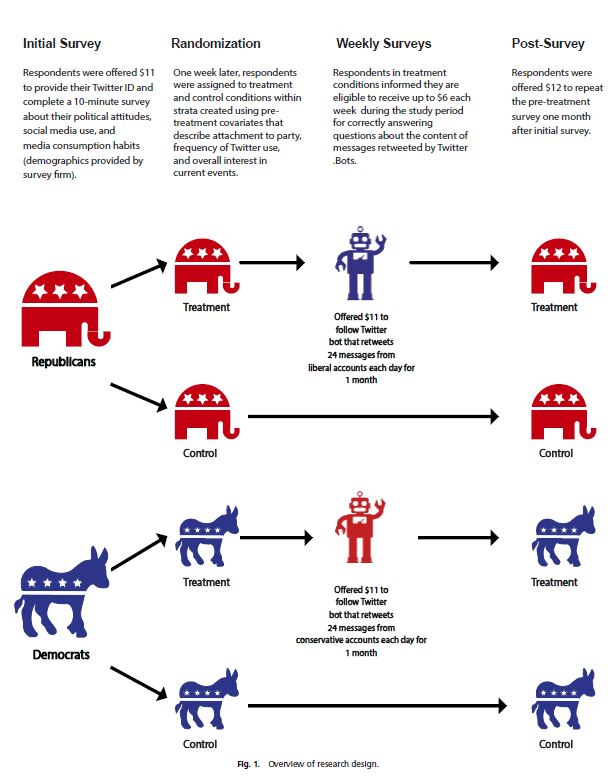 Initial Survey
Respondents were offered $11
to provide their Twitter ID and
complete a 10-minute survey
about their political attitudes,
social media use, and
media consumption habits
(demographics provided by
survey firm).
Randomization
One week later, respondents
were assigned to treatment
and control conditions within
strata created using pre-
treatment covariates that
describe attachment to party,
frequency of Twitter use,
and overall interest in
current events.
Weekly Surveys
Respondents in treatment
conditions informed they are
eligible to receive up to $6 each
week during the study period
for correctly answering
questions about the content of
messages retweeted by Twitter
.Bots.
Post-Survey
Respondents were
offered $12 to repeat
the pre-treatment
survey one month
after initial survey.
Republicans
Treatment
Offered $11 to
follow Twitter
bot that retweets
24 messages from
liberal accounts each day for
1 month
Treatment
Control
Control
Democrats
Treatment
Offered $11 to
follow Twitter
bot that retweets
24 messages from
conservative accounts each day for
1 month
Treatment
Control
Control
Fig. 1. Overview of research design.